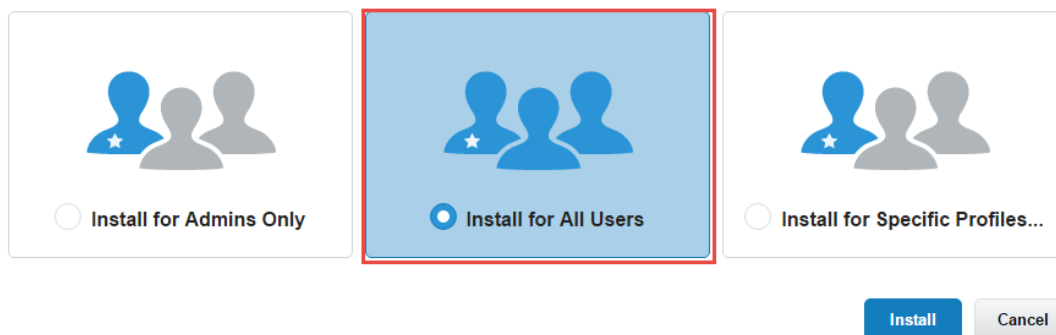 Install for Admins Only
Install for All Users
Install for Specific Profiles...
Install
Cancel